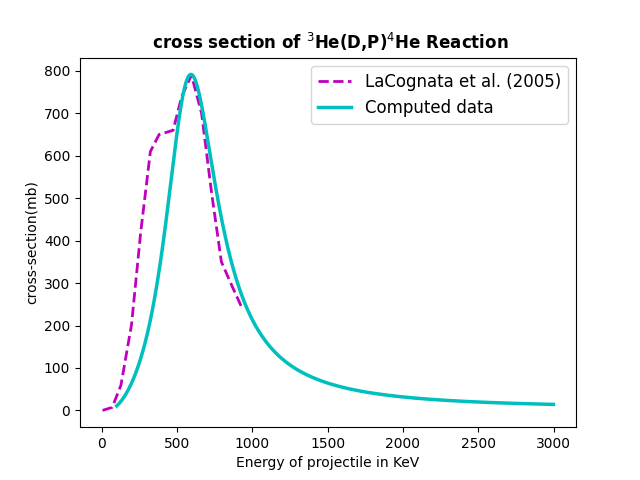 cross section of ³He(D,P)⁴He Reaction
LaCognata et al. (2005)
Computed data
cross-section(mb)
800
700
600
500
400
300
200
100
0
0 500 1000 1500 2000 2500 3000
Energy of projectile in KeV